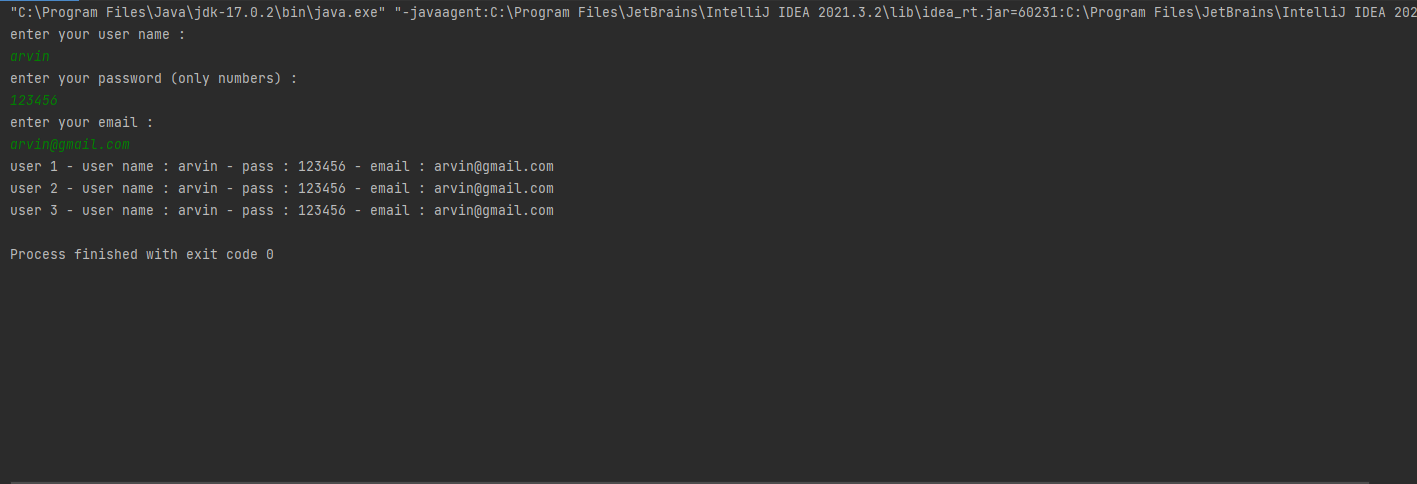 "C:\Program Files\Java\jdk-17.0.2\bin\java.exe" "-javaagent:C:\Program Files\JetBrains\IntelliJ IDEA 2021.3.2\lib\idea_rt.jar=60231:C:\Program Files\JetBrains\IntelliJ IDEA 202
enter your user name :
arvin
enter your password (only numbers) :
123456
enter your email :
arvin@gmail.com
user 1 - user name : arvin - pass : 123456 - email : arvin@gmail.com
user 2 - user name : arvin - pass : 123456 - email : arvin@gmail.com
user 3 - user name : arvin - pass : 123456 - email : arvin@gmail.com
Process finished with exit code 0